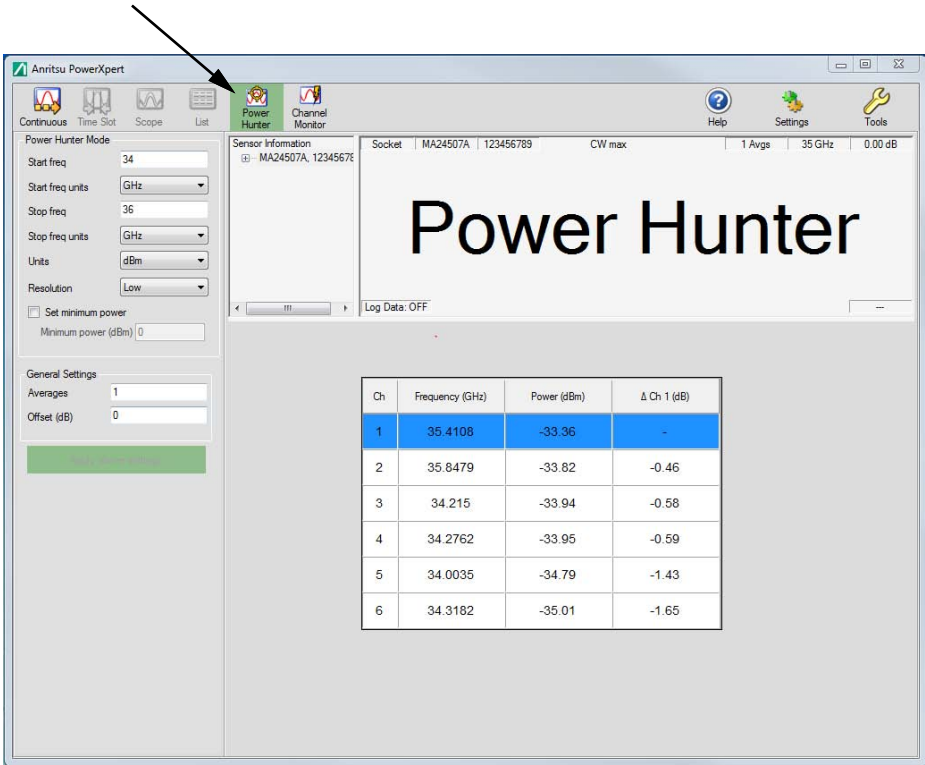 Anritsu PowerXpert
Continuous Time Slot Scope List Power Hunter Channel Monitor Help Settings Tools
Power Hunter Mode
Start freq 34
Start freq units GHz
Stop freq 36
Stop freq units GHz
Units dBm
Resolution Low
Set minimum power
Minimum power (dBm) 0
General Settings
Averages 1
Offset (dB) 0
Sensor Information
MA24507A, 12345678
Socket MA24507A 123456789 CW max 1 Avgs 35 GHz 0.00 dB
Power Hunter
Log Data: OFF --
Ch Frequency (GHz) Power (dBm) Δ Ch 1 (dB)
1 35.4108 -33.36 -
2 35.8479 -33.82 -0.46
3 34.215 -33.94 -0.58
4 34.2762 -33.95 -0.59
5 34.0035 -34.79 -1.43
6 34.3182 -35.01 -1.65